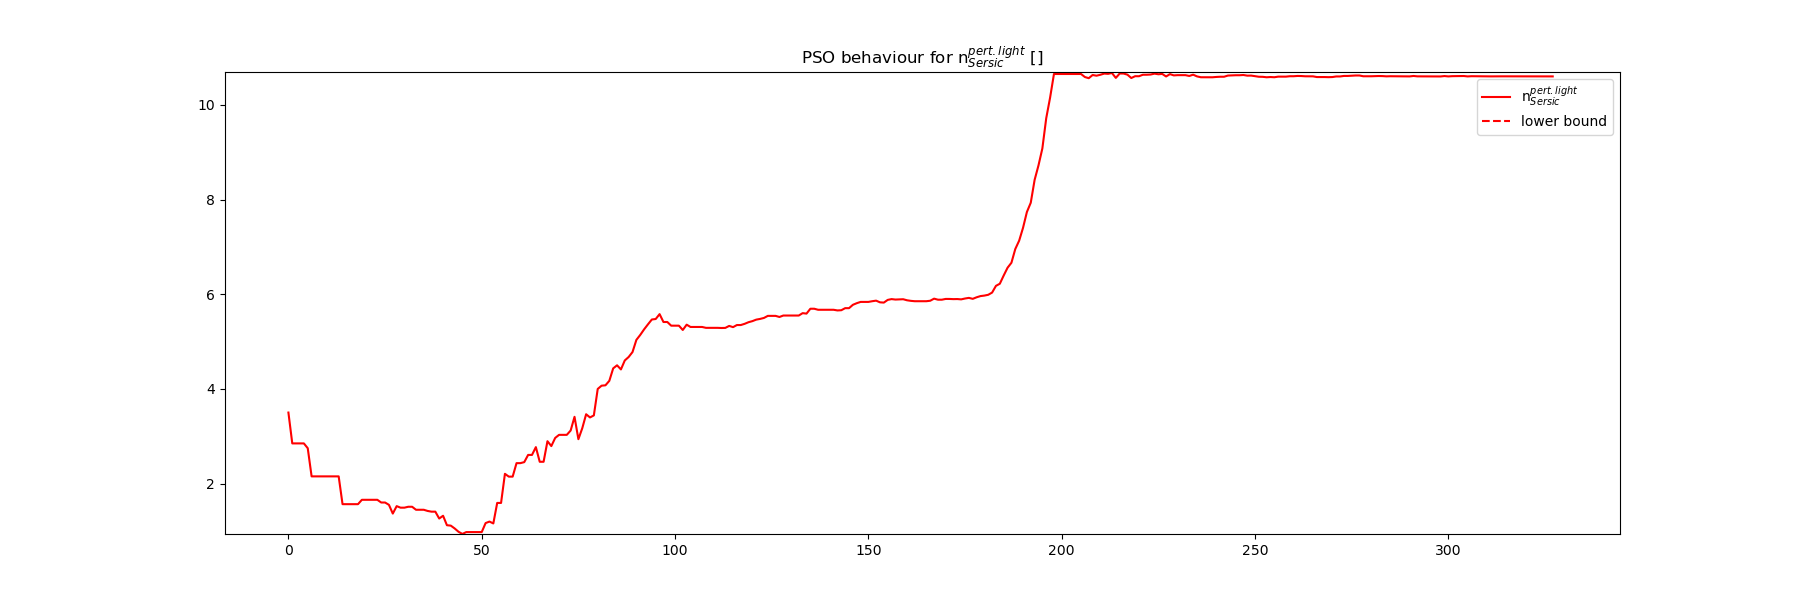 PSO behaviour for n^{pert. light}_{Sersic} []
10
8
6
4
2
n^{pert. light}_{Sersic}
lower bound
0 50 100 150 200 250 300